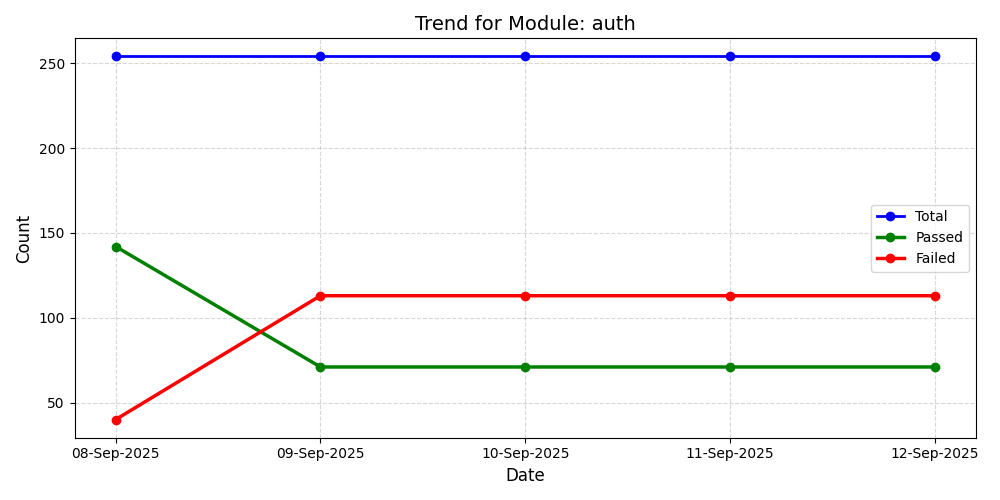 Trend for Module: auth
Count
250
200
150
100
50
Total
Passed
Failed
08-Sep-2025 09-Sep-2025 10-Sep-2025 11-Sep-2025 12-Sep-2025
Date